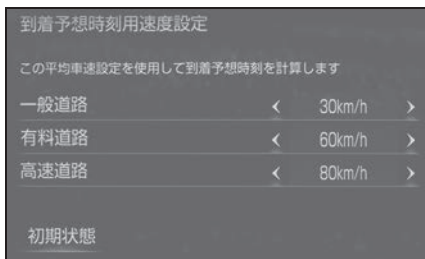 到着予想時刻用速度設定
この平均車速設定を使用して到着予想時刻を計算します
一般道路 < 30km/h >
有料道路 < 60km/h >
高速道路 < 80km/h >
初期状態